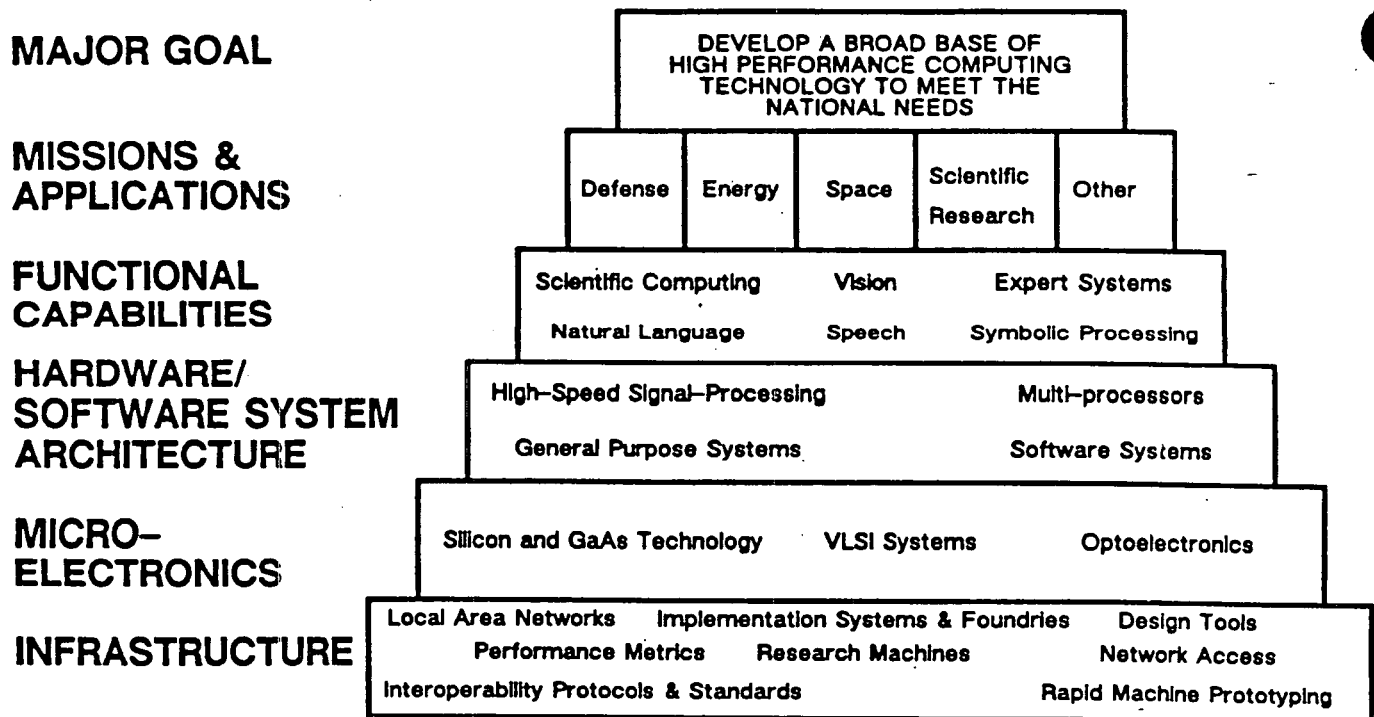 MAJOR GOAL
DEVELOP A BROAD BASE OF
HIGH PERFORMANCE COMPUTING
TECHNOLOGY TO MEET THE
NATIONAL NEEDS
MISSIONS &
APPLICATIONS
Defense Energy Space Scientific Research Other
FUNCTIONAL
CAPABILITIES
Scientific Computing Vision Expert Systems
Natural Language Speech Symbolic Processing
HARDWARE/
SOFTWARE SYSTEM
ARCHITECTURE
High–Speed Signal–Processing Multi–processors
General Purpose Systems Software Systems
MICRO–
ELECTRONICS
Silicon and GaAs Technology VLSI Systems Optoelectronics
INFRASTRUCTURE
Local Area Networks Implementation Systems & Foundries Design Tools
Performance Metrics Research Machines Network Access
Interoperability Protocols & Standards Rapid Machine Prototyping